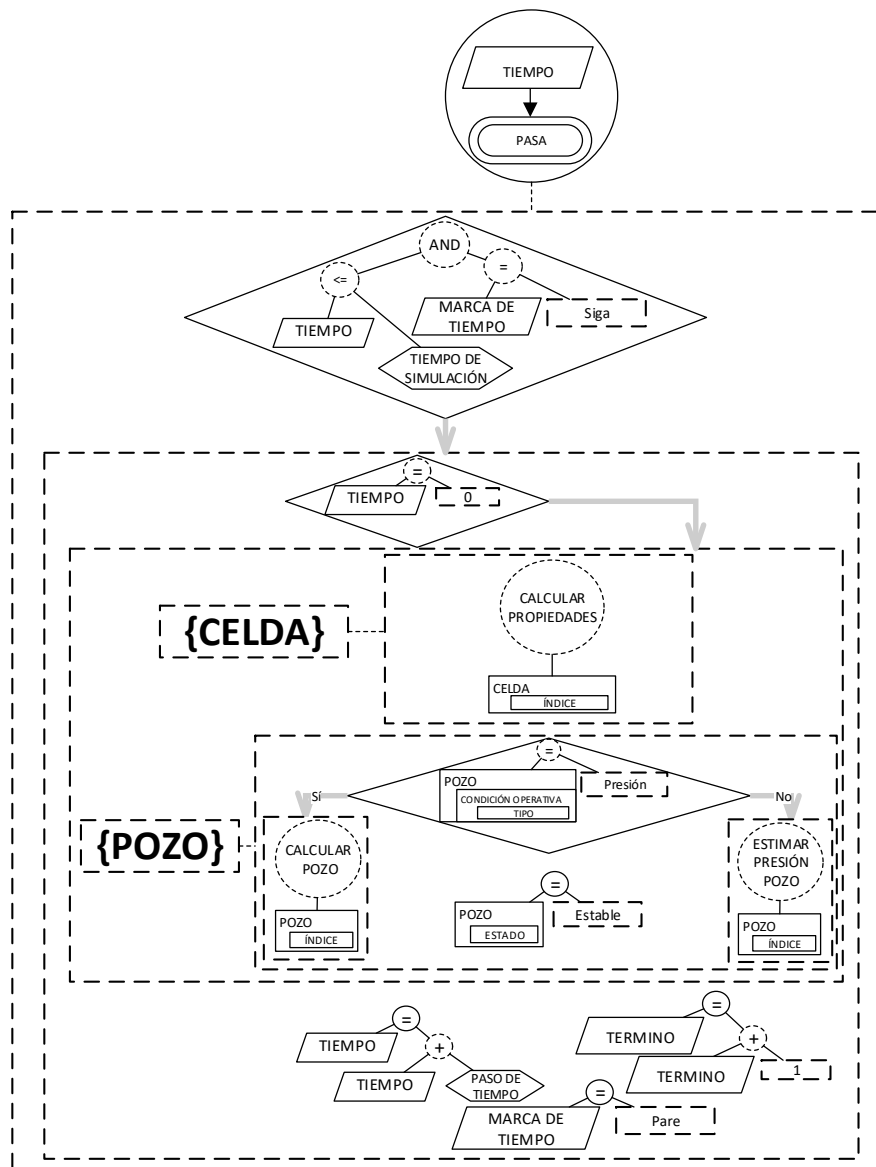 TIEMPO
PASA
AND
<=
=
MARCA DE
TIEMPO
Siga
TIEMPO
TIEMPO DE
SIMULACIÓN
=
TIEMPO
0
{CELDA}
CALCULAR
PROPIEDADES
CELDA
ÍNDICE
=
POZO
CONDICIÓN OPERATIVA
TIPO
Presión
Sí
No
{POZO}
CALCULAR
POZO
POZO
ÍNDICE
=
POZO
ESTADO
Estable
ESTIMAR
PRESIÓN
POZO
POZO
ÍNDICE
=
TIEMPO
+
TIEMPO
PASO DE
TIEMPO
=
TERMINO
+
TERMINO
1
=
MARCA DE
TIEMPO
Pare